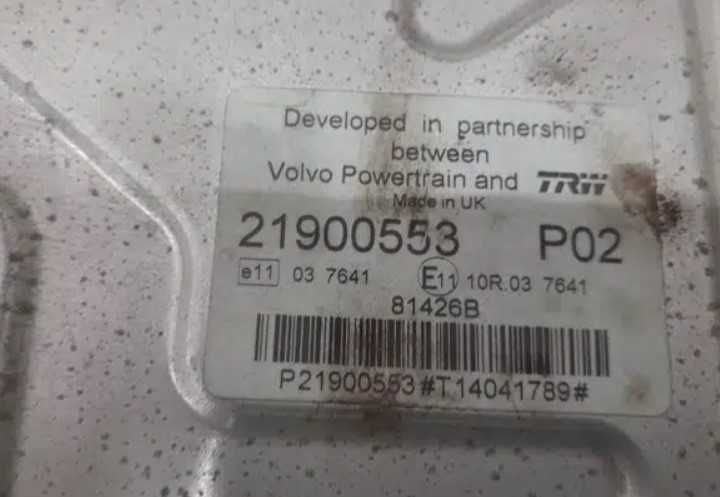 Developed in partnership
between
Volvo Powertrain and TRW
Made in UK
21900553 P02
e11 03 7641 E11 10R.03 7641
81426B
P21900553#T14041789#